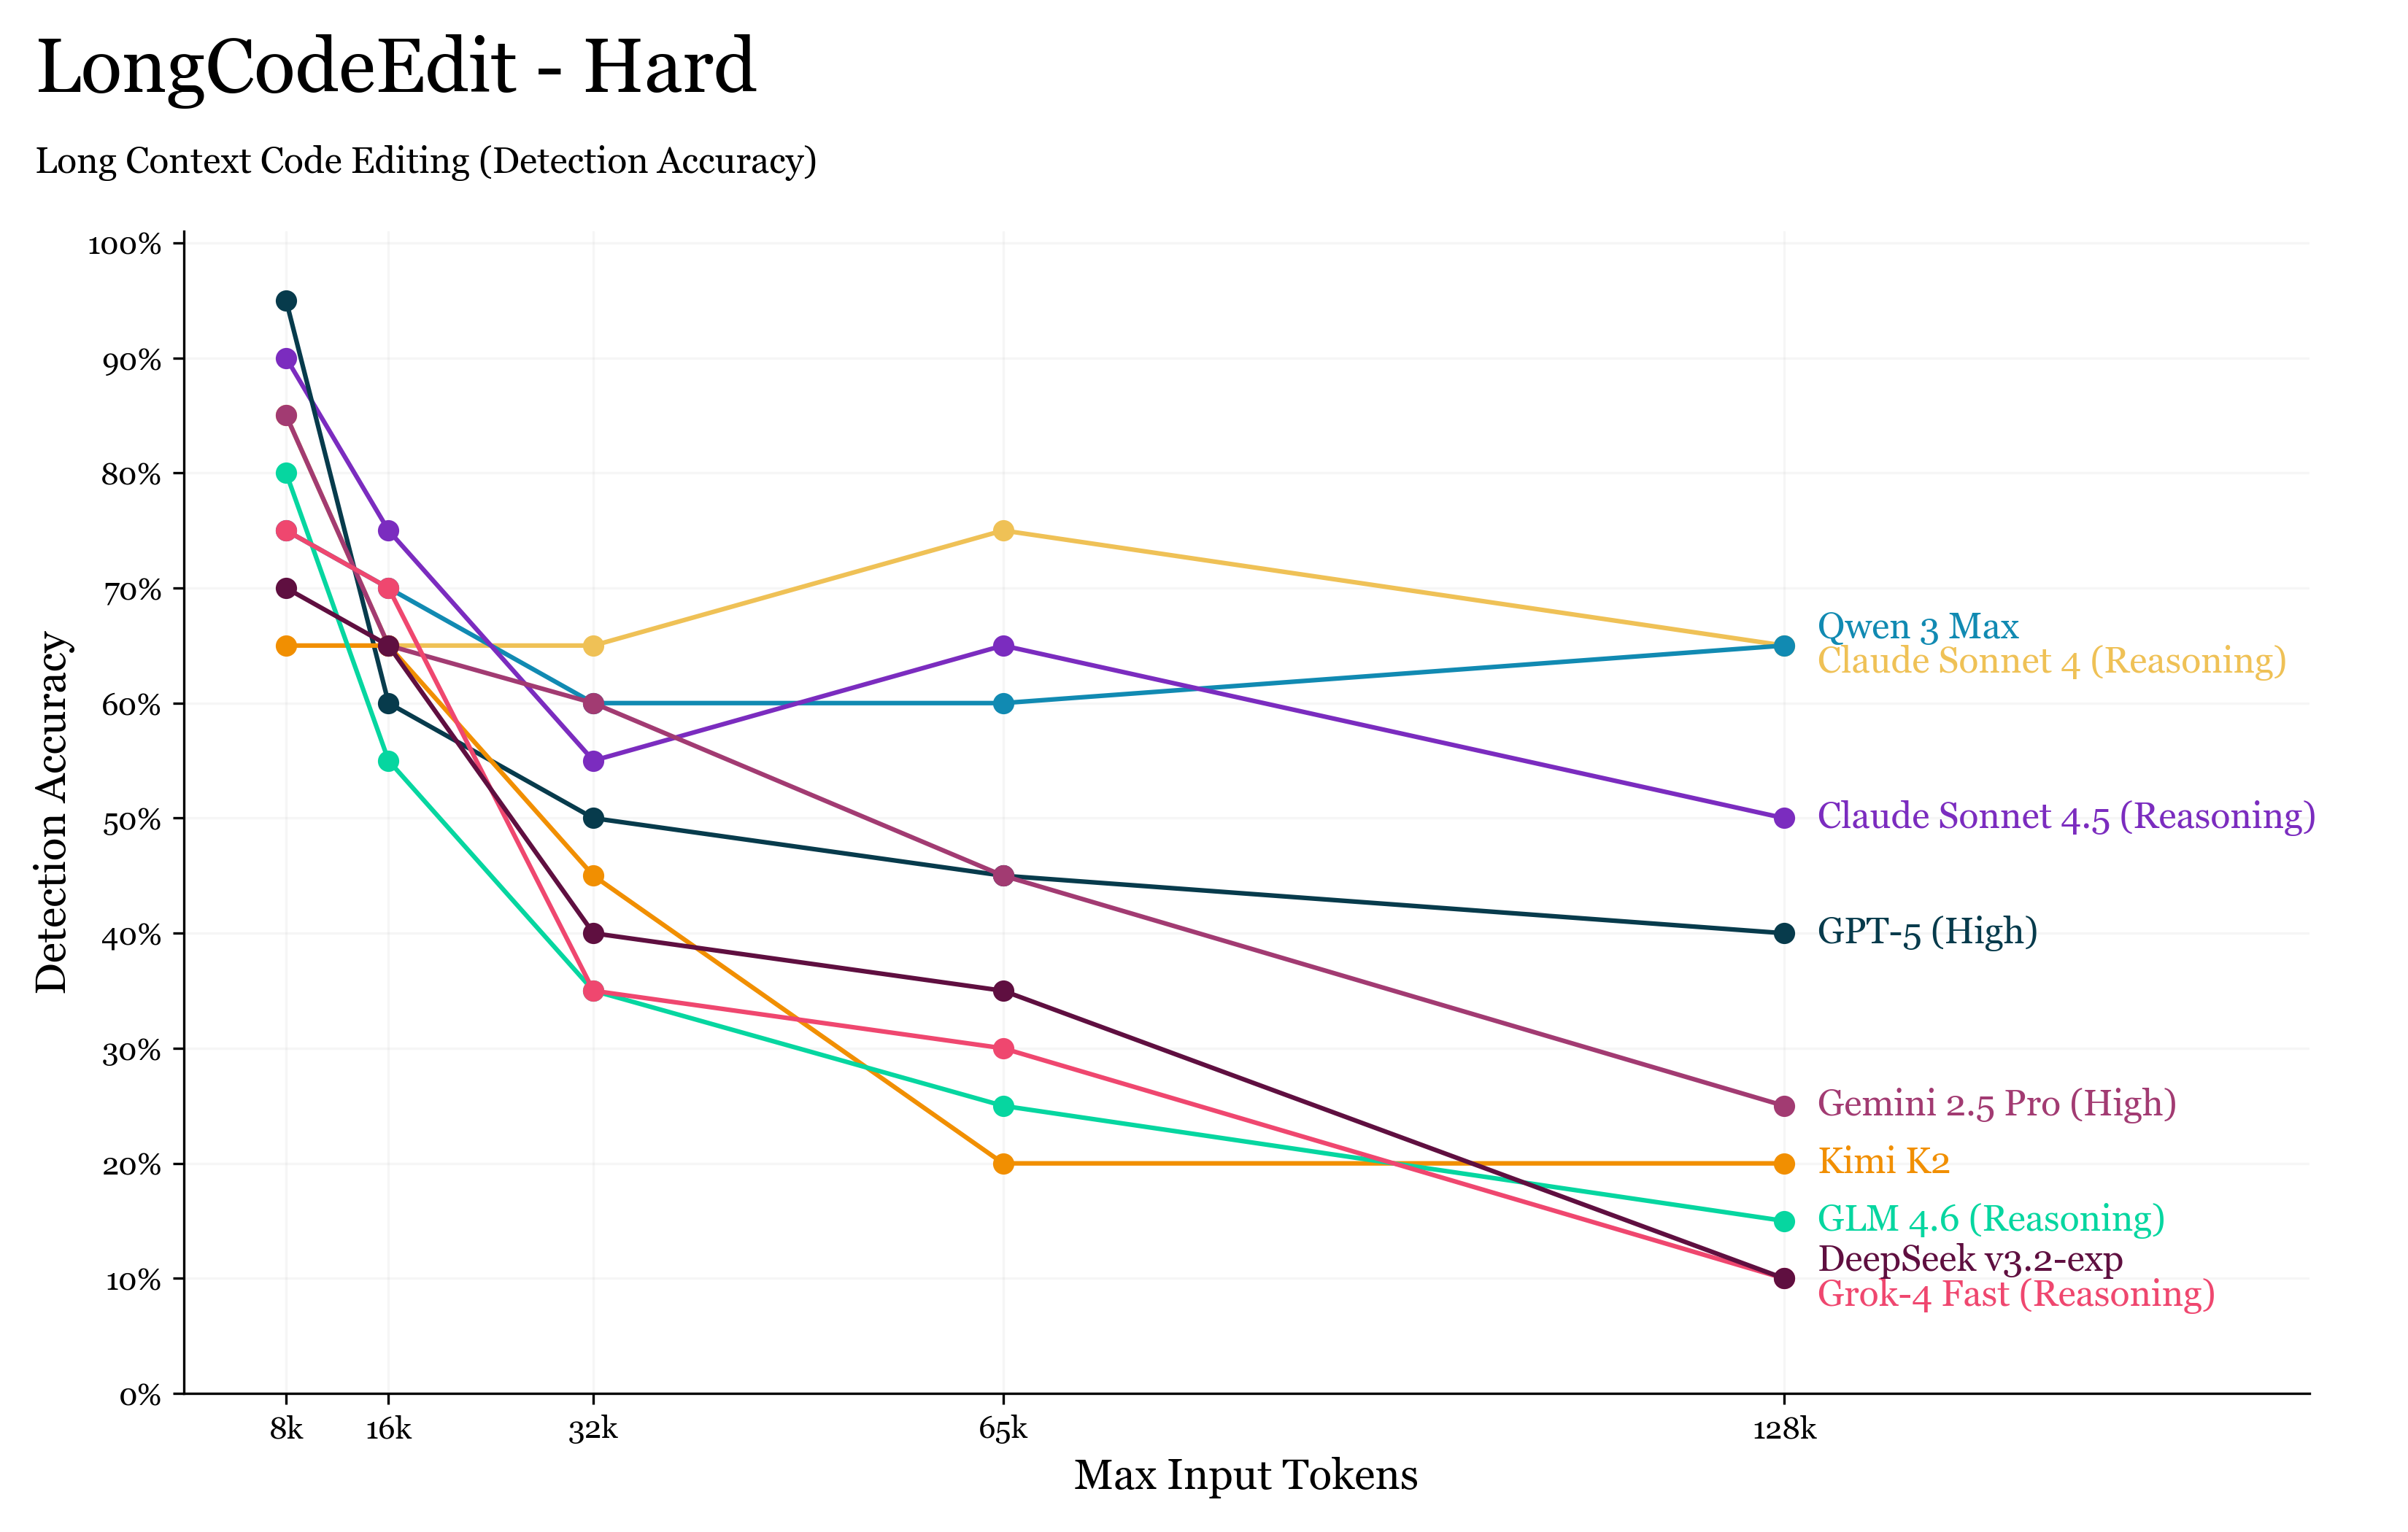 LongCodeEdit - Hard
Long Context Code Editing (Detection Accuracy)
100%
90%
80%
70%
60%
50%
40%
30%
20%
10%
0%
Detection Accuracy
Qwen 3 Max
Claude Sonnet 4 (Reasoning)
Claude Sonnet 4.5 (Reasoning)
GPT-5 (High)
Gemini 2.5 Pro (High)
Kimi K2
GLM 4.6 (Reasoning)
DeepSeek v3.2-exp
Grok-4 Fast (Reasoning)
8k 16k 32k 65k 128k
Max Input Tokens